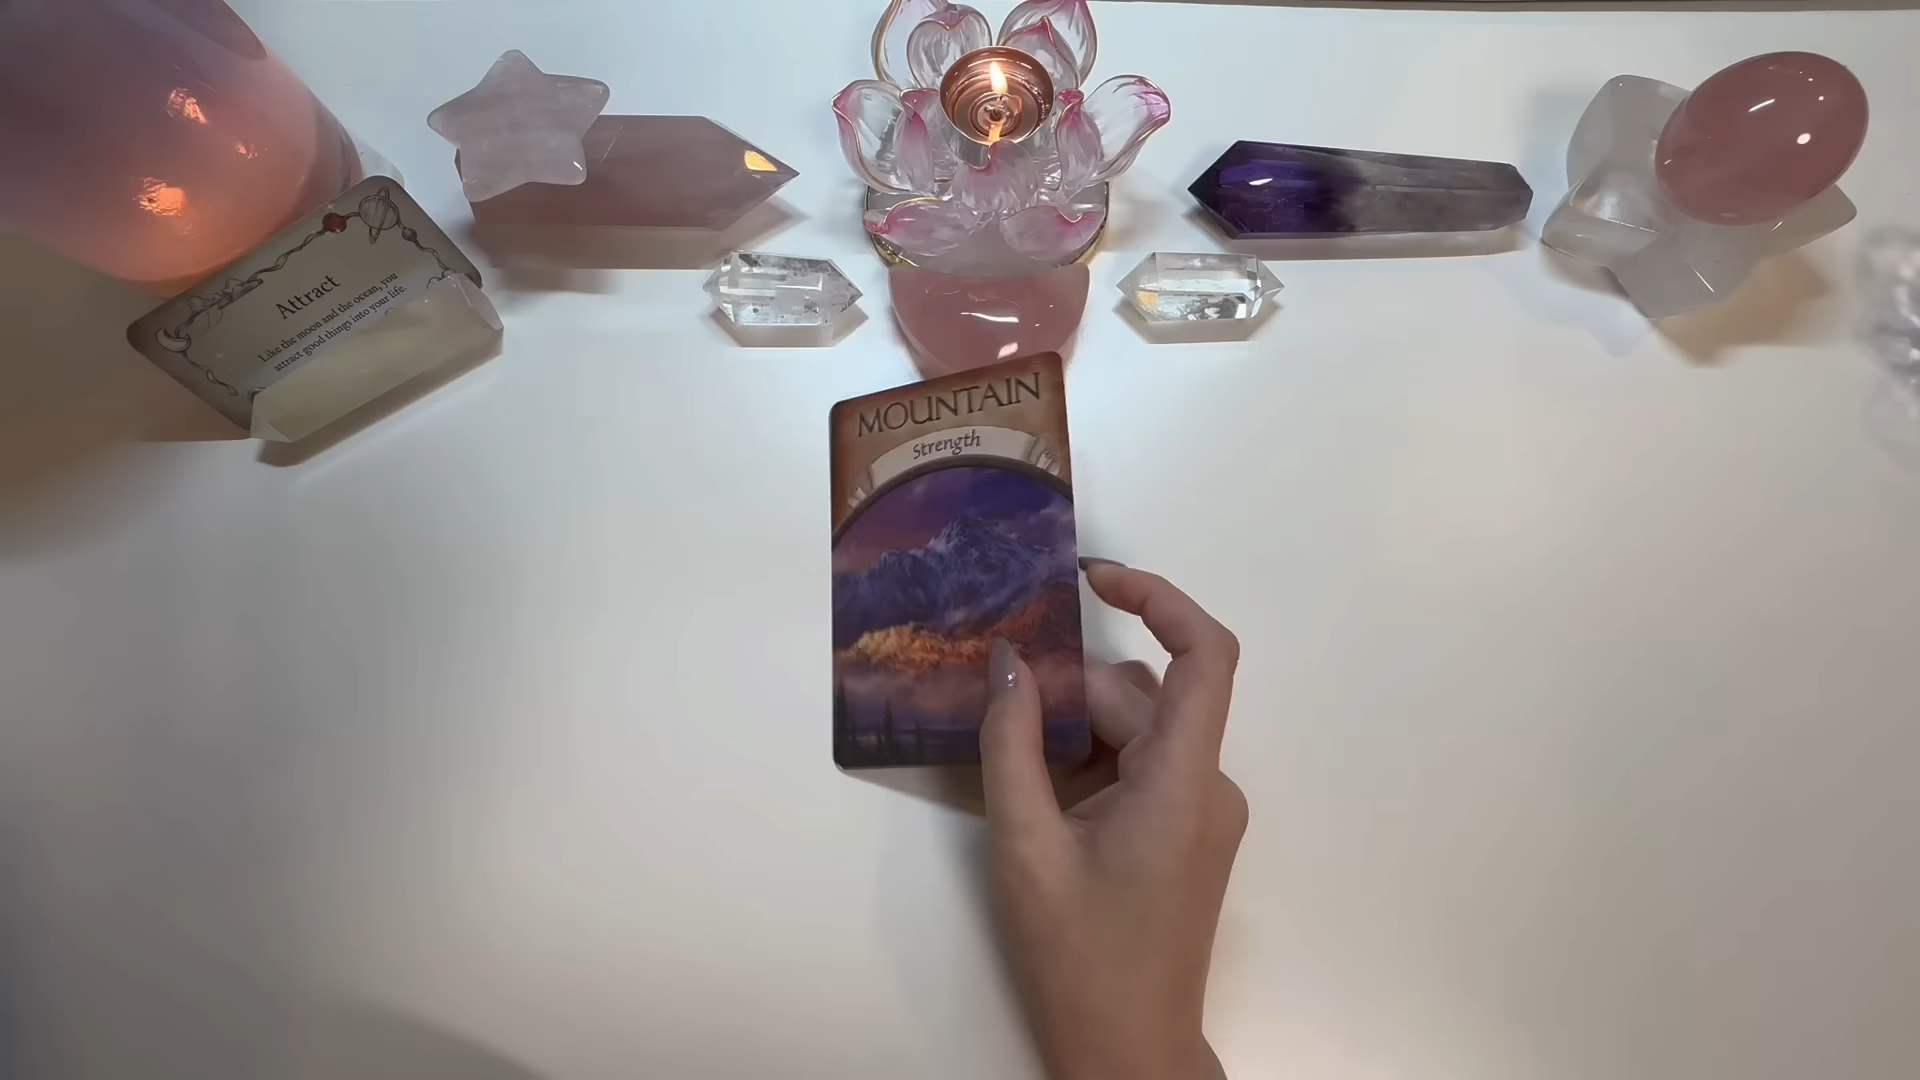 Attract
Like the moon and the ocean, you
attract good things into your life.
MOUNTAIN
Strength